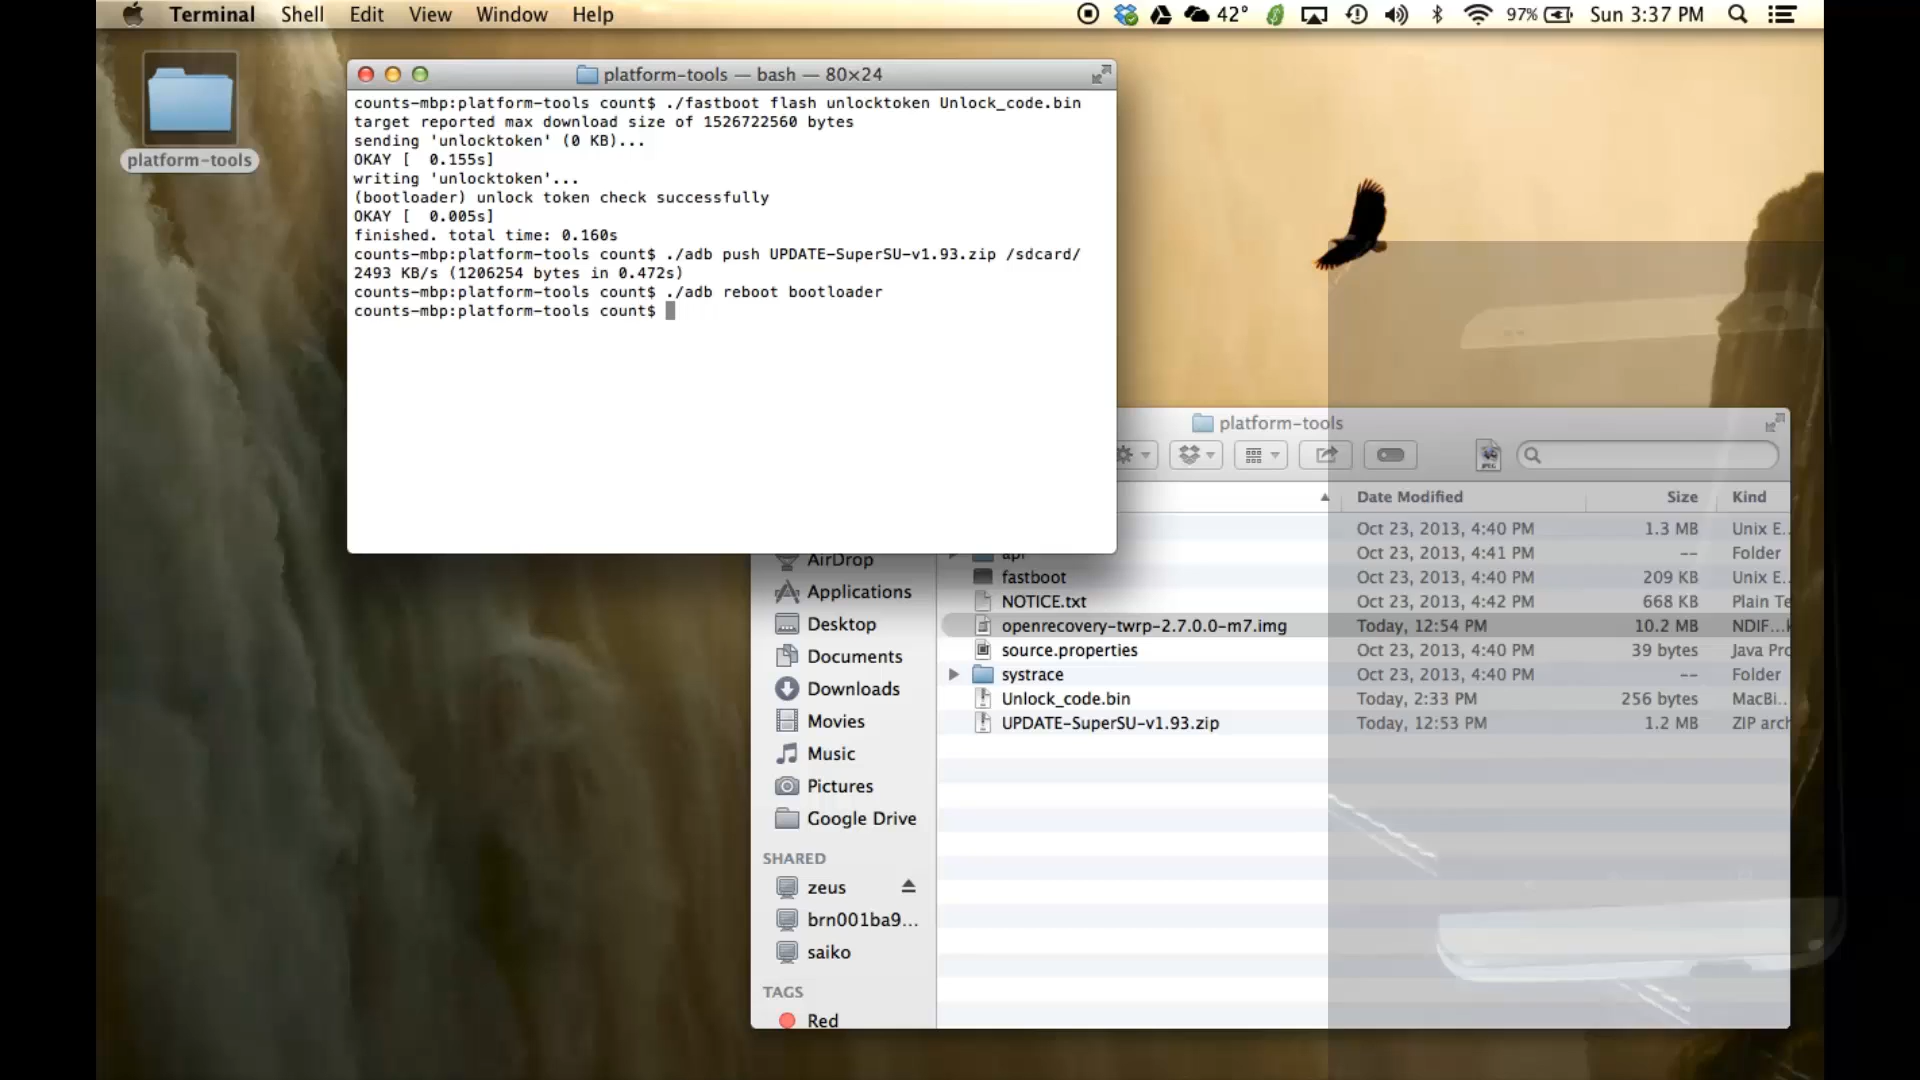 Terminal Shell Edit View Window Help 42° 97% Sun 3:37 PM
platform-tools
platform-tools — bash — 80×24
counts-mbp:platform-tools count$ ./fastboot flash unlocktoken Unlock_code.bin
target reported max download size of 1526722560 bytes
sending 'unlocktoken' (0 KB)...
OKAY [  0.155s]
writing 'unlocktoken'...
(bootloader) unlock token check successfully
OKAY [  0.005s]
finished. total time: 0.160s
counts-mbp:platform-tools count$ ./adb push UPDATE-SuperSU-v1.93.zip /sdcard/
2493 KB/s (1206254 bytes in 0.472s)
counts-mbp:platform-tools count$ ./adb reboot bootloader
counts-mbp:platform-tools count$
platform-tools
Date Modified Size Kind
Oct 23, 2013, 4:40 PM 1.3 MB Unix E...
Oct 23, 2013, 4:41 PM -- Folder
fastboot Oct 23, 2013, 4:40 PM 209 KB Unix E...
NOTICE.txt Oct 23, 2013, 4:42 PM 668 KB Plain Te
openrecovery-twrp-2.7.0.0-m7.img Today, 12:54 PM 10.2 MB NDIF...k
source.properties Oct 23, 2013, 4:40 PM 39 bytes Java Pro
systrace Oct 23, 2013, 4:40 PM -- Folder
Unlock_code.bin Today, 2:33 PM 256 bytes MacBi...
UPDATE-SuperSU-v1.93.zip Today, 12:53 PM 1.2 MB ZIP arch
AirDrop
Applications
Desktop
Documents
Downloads
Movies
Music
Pictures
Google Drive
SHARED
zeus
brn001ba9...
saiko
TAGS
Red